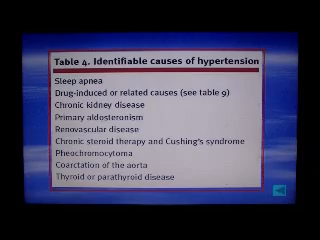 Table 4. Identifiable causes of hypertension
Sleep apnea
Drug-induced or related causes (see table 9)
Chronic kidney disease
Primary aldosteronism
Renovascular disease
Chronic steroid therapy and Cushing's syndrome
Pheochromocytoma
Coarctation of the aorta
Thyroid or parathyroid disease